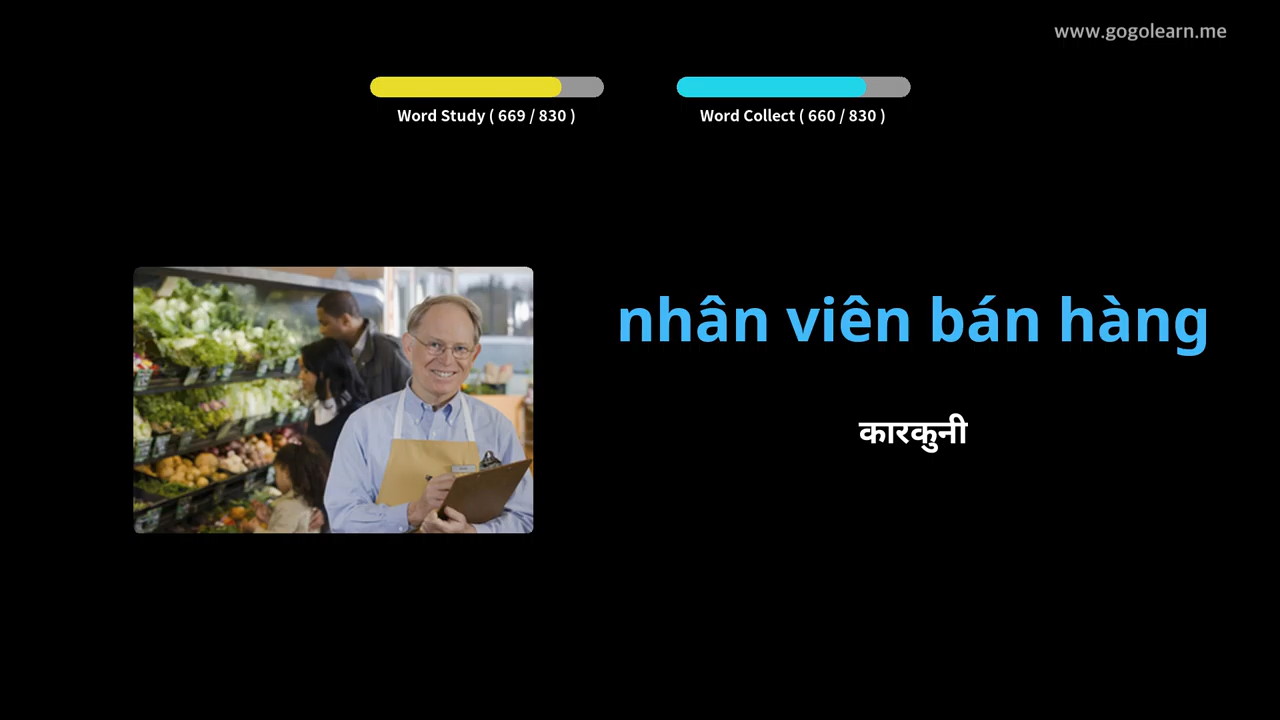 www.gogolearn.me
Word Study ( 669 / 830 )
Word Collect ( 660 / 830 )
nhân viên bán hàng
कारकुनी